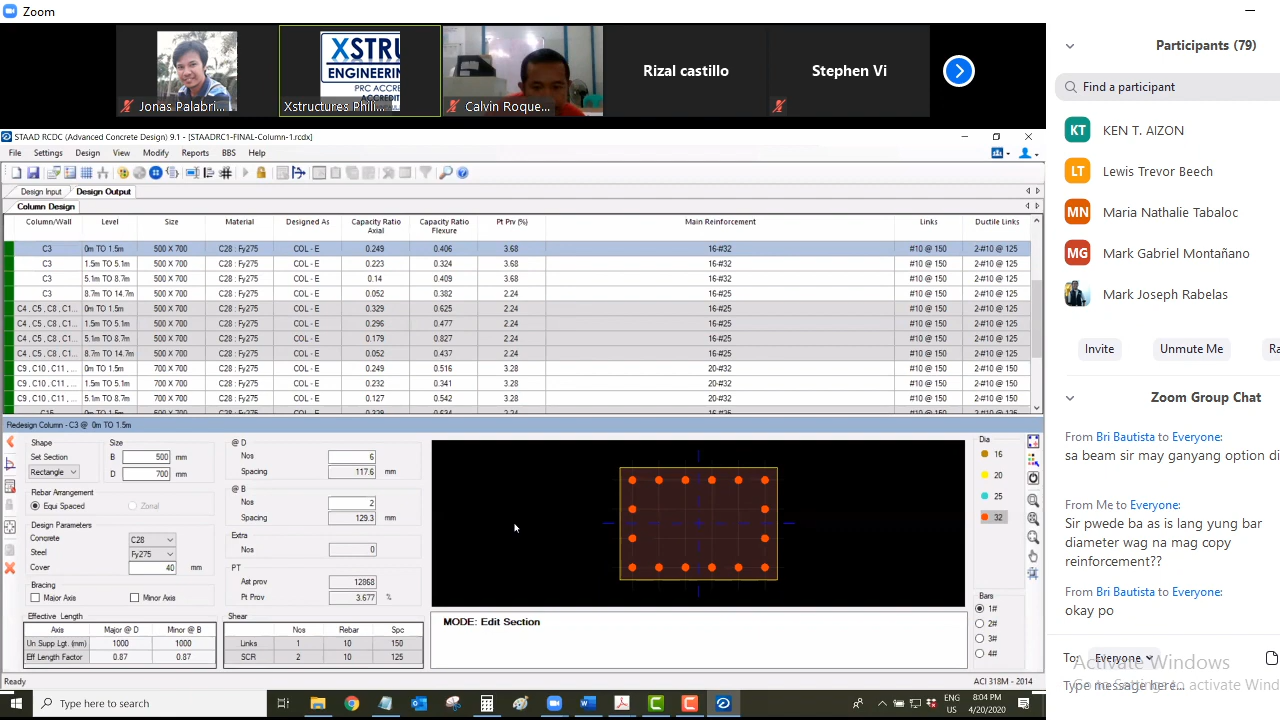 Zoom
Participants (79)
XSTRU
ENGINEERIN
PRC ACCRE
ACCREDIT
Jonas Palabri...
Xstructures Phili...
Calvin Roque...
Rizal castillo
Stephen Vi
Find a participant
KT KEN T. AIZON
LT Lewis Trevor Beech
MN Maria Nathalie Tabaloc
MG Mark Gabriel Montañano
Mark Joseph Rabelas
Invite
Unmute Me
Ra
Zoom Group Chat
From Bri Bautista to Everyone:
sa beam sir may ganyang option di
From Me to Everyone:
Sir pwede ba as is lang yung bar
diameter wag na mag copy
reinforcement??
From Bri Bautista to Everyone:
okay po
To: Everyone
Type message here...
Activate Windows
Go to Settings to activate Wind
STAAD RCDC (Advanced Concrete Design) 9.1 - [STAADRC1-FINAL-Column-1.rcdx]
File Settings Design View Modify Reports BBS Help
Design Input Design Output
Column Design
Column/Wall Level Size Material Designed As Capacity Ratio Axial Capacity Ratio Flexure Pt Prv (%) Main Reinforcement Links Ductile Links
C3 0m TO 1.5m 500 X 700 C28 : Fy275 COL - E 0.249 0.406 3.68 16-#32 #10 @ 150 2-#10 @ 125
C3 1.5m TO 5.1m 500 X 700 C28 : Fy275 COL - E 0.223 0.324 3.68 16-#32 #10 @ 150 2-#10 @ 125
C3 5.1m TO 8.7m 500 X 700 C28 : Fy275 COL - E 0.14 0.409 3.68 16-#32 #10 @ 150 2-#10 @ 125
C3 8.7m TO 14.7m 500 X 700 C28 : Fy275 COL - E 0.052 0.382 2.24 16-#25 #10 @ 150 2-#10 @ 125
C4 , C5 , C8 , C1... 0m TO 1.5m 500 X 700 C28 : Fy275 COL - E 0.329 0.625 2.24 16-#25 #10 @ 150 2-#10 @ 125
C4 , C5 , C8 , C1... 1.5m TO 5.1m 500 X 700 C28 : Fy275 COL - E 0.296 0.477 2.24 16-#25 #10 @ 150 2-#10 @ 125
C4 , C5 , C8 , C1... 5.1m TO 8.7m 500 X 700 C28 : Fy275 COL - E 0.179 0.827 2.24 16-#25 #10 @ 150 2-#10 @ 125
C4 , C5 , C8 , C1... 8.7m TO 14.7m 500 X 700 C28 : Fy275 COL - E 0.052 0.437 2.24 16-#25 #10 @ 150 2-#10 @ 125
C9 , C10 , C11 , ... 0m TO 1.5m 700 X 700 C28 : Fy275 COL - E 0.249 0.516 3.28 20-#32 #10 @ 150 2-#10 @ 150
C9 , C10 , C11 , ... 1.5m TO 5.1m 700 X 700 C28 : Fy275 COL - E 0.232 0.341 3.28 20-#32 #10 @ 150 2-#10 @ 150
C9 , C10 , C11 , ... 5.1m TO 8.7m 700 X 700 C28 : Fy275 COL - E 0.127 0.542 3.28 20-#32 #10 @ 150 2-#10 @ 150
Redesign Column - C3 @ 0m TO 1.5m
Shape
Set Section
Rectangle
Size
B 500 mm
D 700 mm
Rebar Arrangement
Equi Spaced Zonal
Design Parameters
Concrete C28
Steel Fy275
Cover 40 mm
Bracing
Major Axis Minor Axis
Effective Length
Axis Major @ D Minor @ B
Un Supp Lgt. (mm) 1000 1000
Eff Length Factor 0.87 0.87
@ D
Nos 6
Spacing 117.6 mm
@ B
Nos 2
Spacing 129.3 mm
Extra
Nos 0
PT
Ast prov 12868
Pt Prov 3.677 %
Shear
Nos Rebar Spc
Links 1 10 150
SCR 2 10 125
MODE: Edit Section
Dia
16
20
25
32
Bars
1#
2#
3#
4#
Ready
ACI 318M - 2014
Type here to search
ENG
US
8:04 PM
4/20/2020